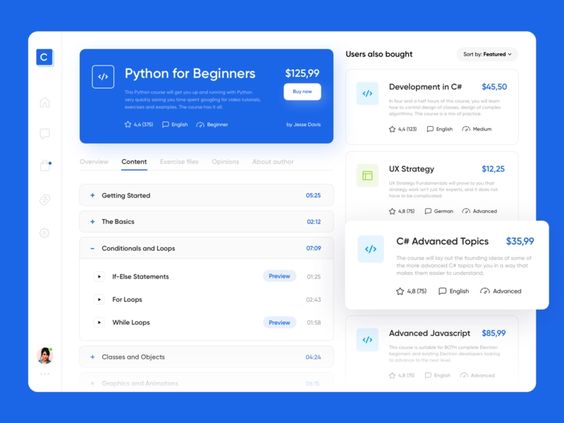 C
Python for Beginners
$125,99
This Python course will get you up and running with Python
very quickly saving you time spent googling for video tutorials,
exercises and examples. The course has it all.
Buy now
4,4 (375)
English
Beginner
by Jesse Davis
Overview
Content
Exercise files
Opinions
About author
Getting Started
05:25
The Basics
02:12
Conditionals and Loops
07:09
If-Else Statements
Preview
01:25
For Loops
02:43
While Loops
Preview
01:58
Classes and Objects
04:24
Graphics and Animations
06:15
Users also bought
Sort by: Featured
Development in C#
$45,50
In four and a half hours of the course, you will learn
how to control design of classes, design of complex
algorithms. The course is a mix of practice.
4,4 (123)
English
Medium
UX Strategy
$12,25
UX Strategy Fundamentals will prove to you that
strategy work isn't just for experts, and it does not
have to be complicated.
4,8 (75)
German
Advanced
C# Advanced Topics
$35,99
The course will lay out the founding ideas of some of
the more advanced C# topics for you in a way that
makes them easier to understand.
4,8 (75)
English
Advanced
Advanced Javascript
$85,99
This course is suitable for BOTH complete
beginner and existing developers looking
to advance to the next level.
4,8 (75)
English
Advanced